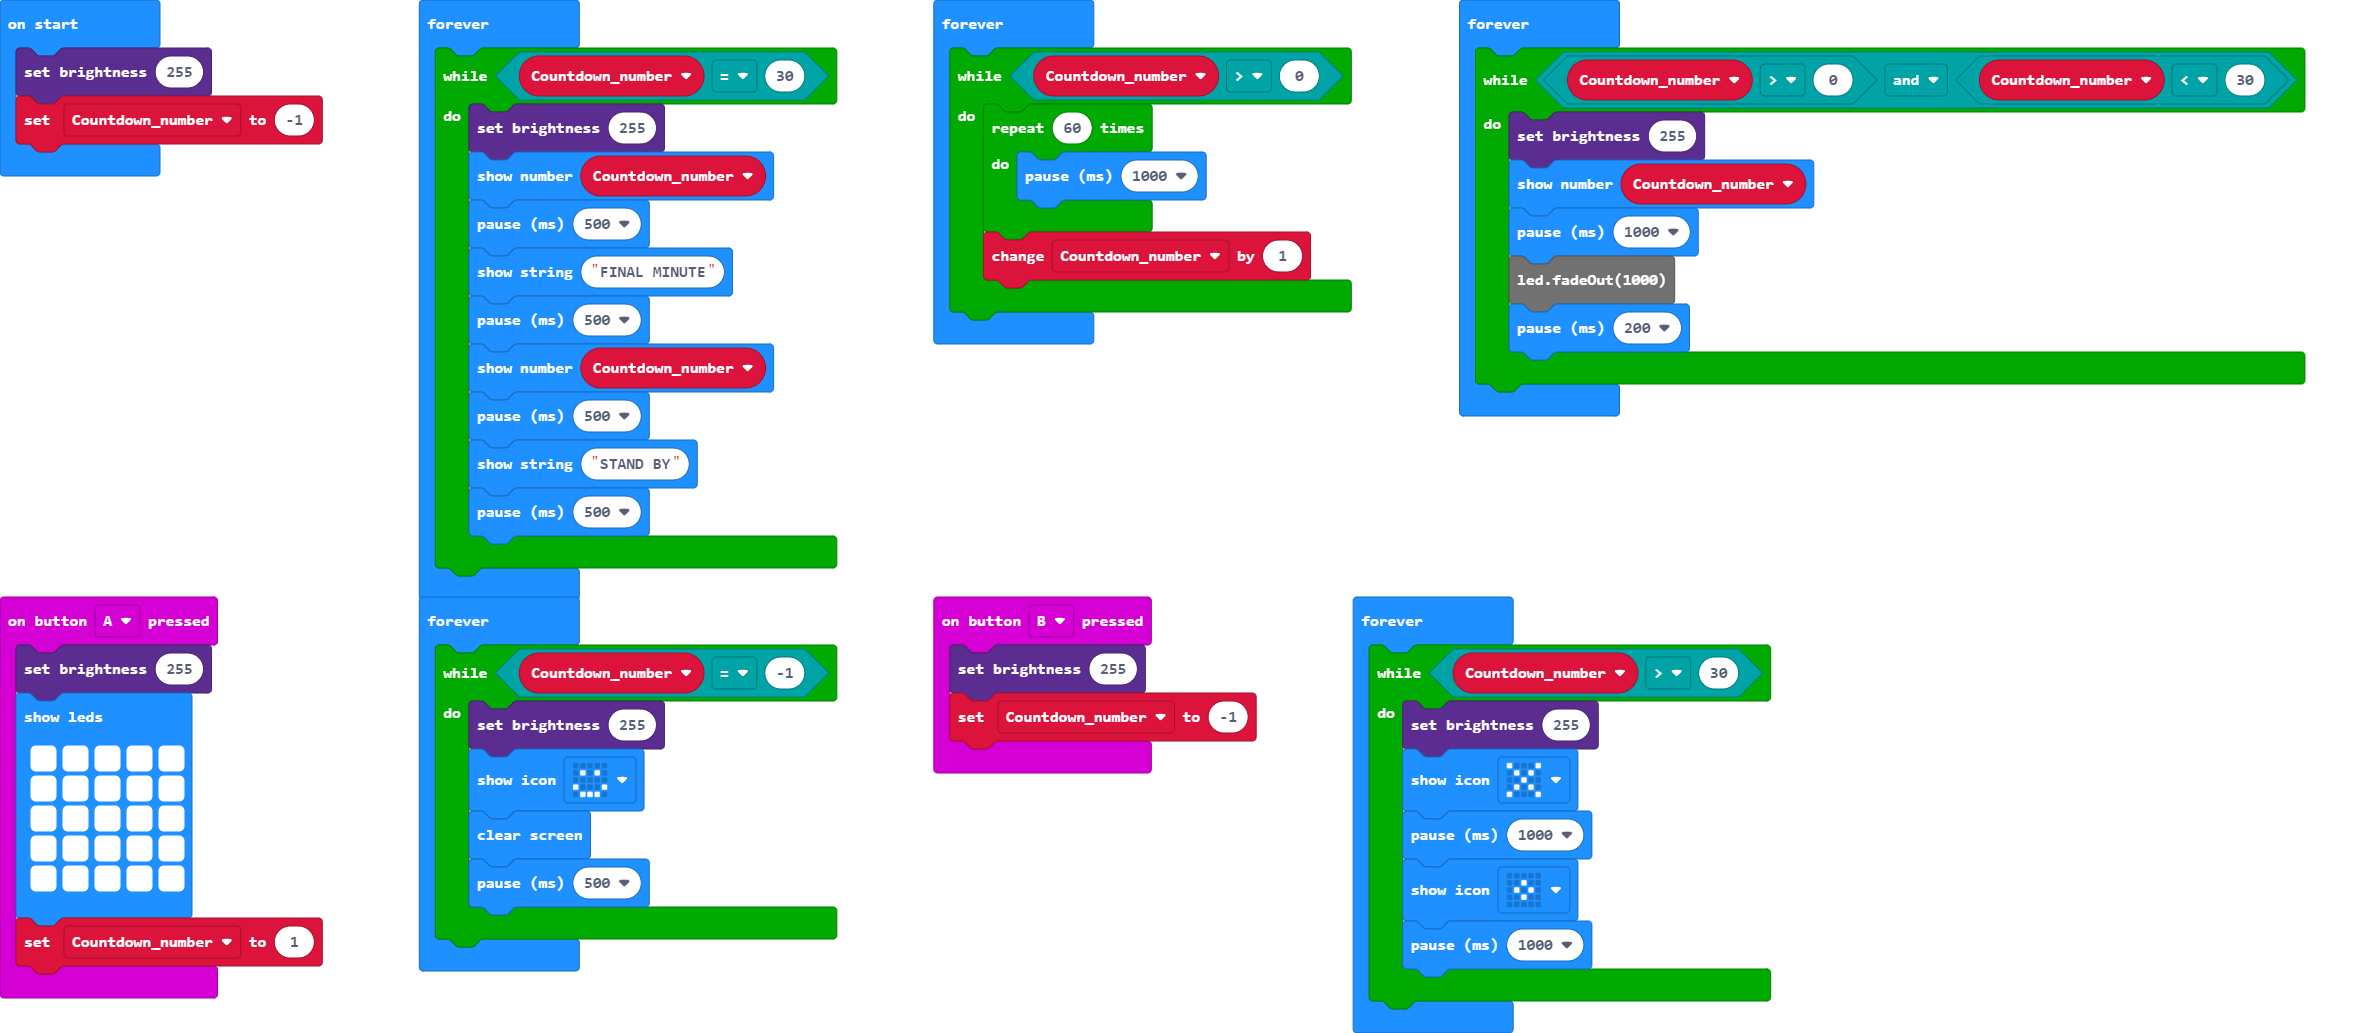 on start
set brightness 255
set Countdown_number to -1
forever
while Countdown_number = 30
do
set brightness 255
show number Countdown_number
pause (ms) 500
show string "FINAL MINUTE"
pause (ms) 500
show number Countdown_number
pause (ms) 500
show string "STAND BY"
pause (ms) 500
forever
while Countdown_number > 0
do
repeat 60 times
do
pause (ms) 1000
change Countdown_number by 1
forever
while Countdown_number > 0 and Countdown_number < 30
do
set brightness 255
show number Countdown_number
pause (ms) 1000
led.fadeOut(1000)
pause (ms) 200
on button A pressed
set brightness 255
show leds
set Countdown_number to 1
forever
while Countdown_number = -1
do
set brightness 255
show icon
clear screen
pause (ms) 500
on button B pressed
set brightness 255
set Countdown_number to -1
forever
while Countdown_number > 30
do
set brightness 255
show icon
pause (ms) 1000
show icon
pause (ms) 1000